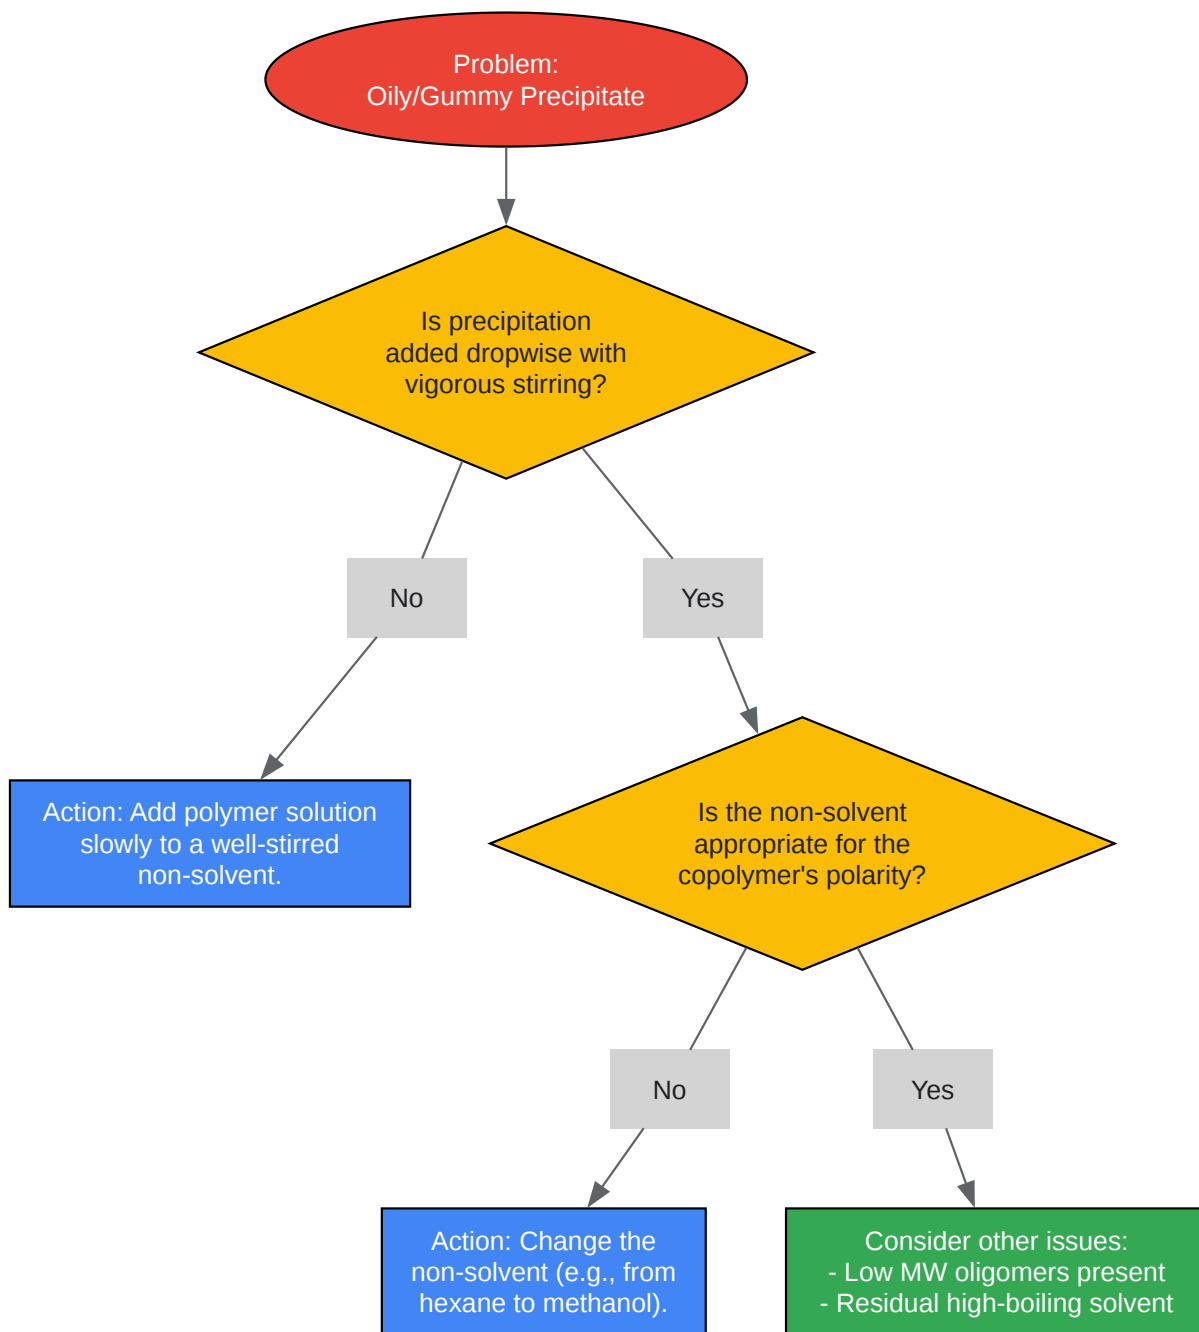 Problem:
Oily/Gummy Precipitate
Is precipitation
added dropwise with
vigorous stirring?
No
Yes
Action: Add polymer solution
slowly to a well-stirred
non-solvent.
Is the non-solvent
appropriate for the
copolymer's polarity?
No
Yes
Action: Change the
non-solvent (e.g., from
hexane to methanol).
Consider other issues:
- Low MW oligomers present
- Residual high-boiling solvent